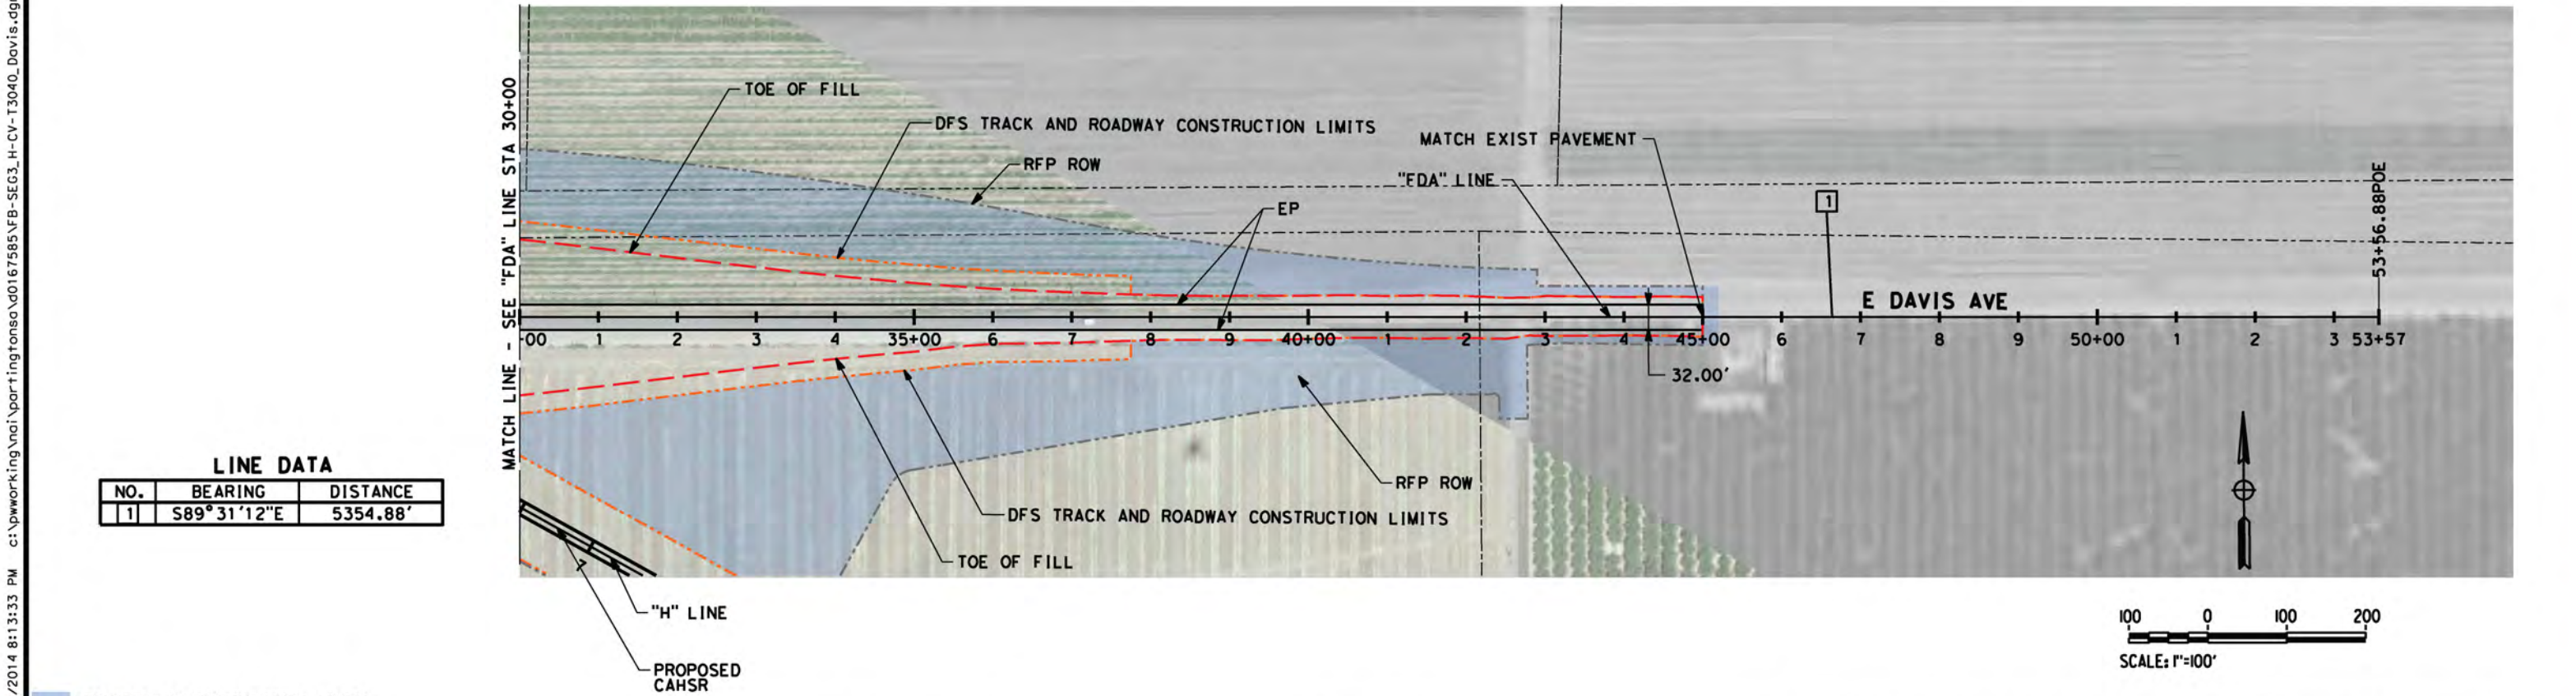 /2014 8:13:33 PM c:\pwworking\nai\partingtonsa\d0167585\FB-SEG3_H-CV-T3040_Davis.dgn
MATCH LINE - SEE "FDA" LINE STA 30+00
TOE OF FILL
DFS TRACK AND ROADWAY CONSTRUCTION LIMITS
MATCH EXIST PAVEMENT
RFP ROW
"FDA" LINE
EP
1
53+56.88POE
E DAVIS AVE
+00 1 2 3 4 35+00 6 7 8 9 40+00 1 2 3 4 45+00 6 7 8 9 50+00 1 2 3 53+57
32.00'
LINE DATA
NO. BEARING DISTANCE
1 S89°31'12"E 5354.88'
RFP ROW
DFS TRACK AND ROADWAY CONSTRUCTION LIMITS
TOE OF FILL
"H" LINE
PROPOSED
CAHSR
100 0 100 200
SCALE: 1"=100'